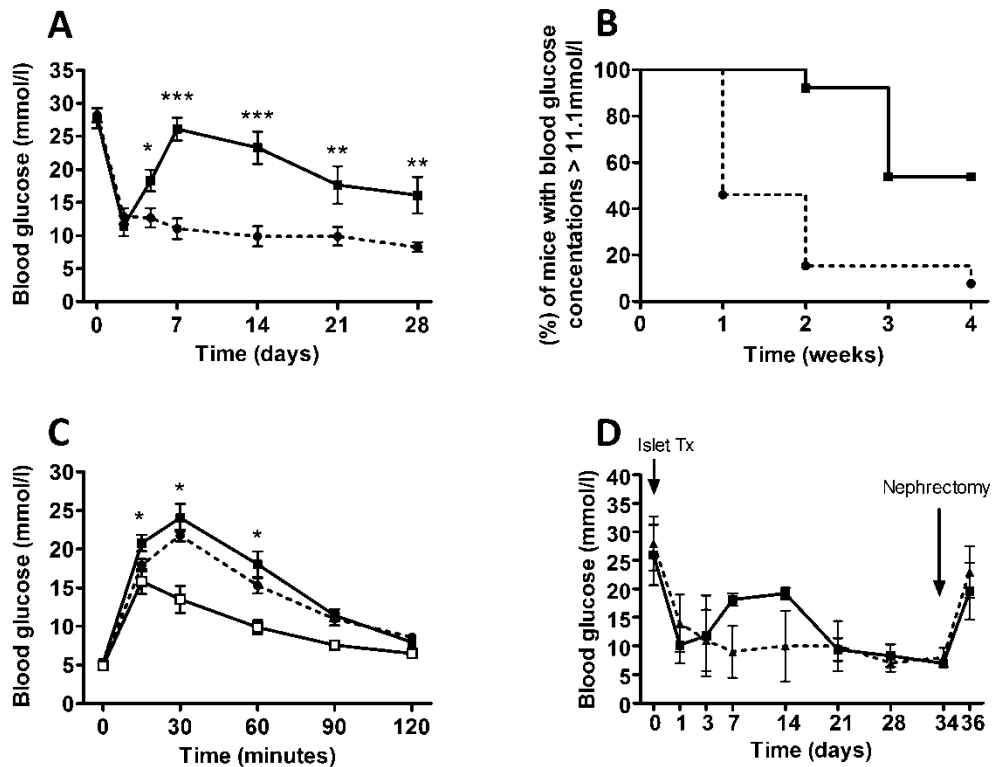 A
Blood glucose (mmol/l)
35
30
25
20
15
10
5
0
*
***
***
**
**
0 7 14 21 28
Time (days)
B
(%) of mice with blood glucose
concentations > 11.1mmol/l
100
80
60
40
20
0
0 1 2 3 4
Time (weeks)
C
Blood glucose (mmol/l)
30
25
20
15
10
5
0
*
*
*
0 30 60 90 120
Time (minutes)
D
Islet Tx
Nephrectomy
Blood glucose (mmol/l)
40
35
30
25
20
15
10
5
0
0 1 3 7 14 21 28 34 36
Time (days)